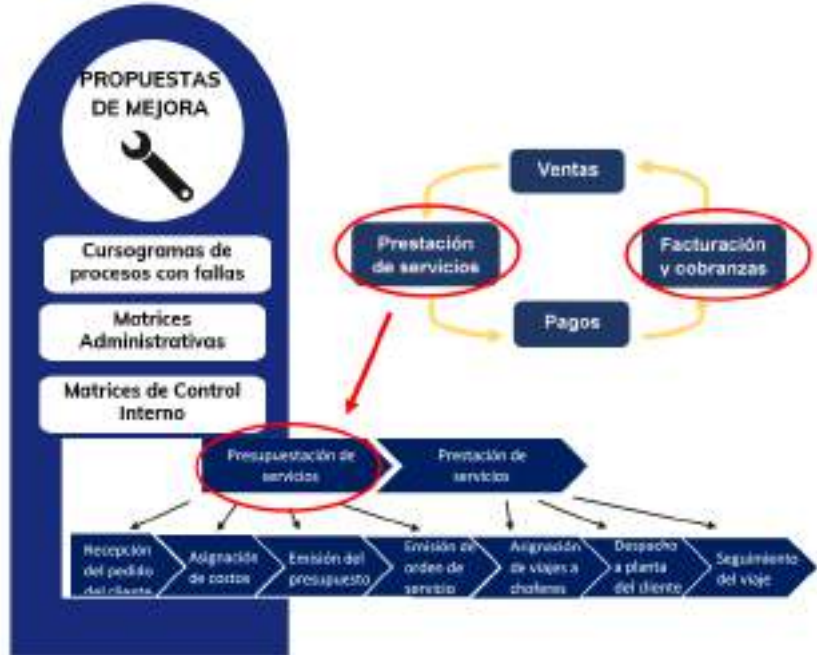 PROPUESTAS
DE MEJORA
Cursogramas de
procesos con fallas
Matrices
Administrativas
Matrices de Control
Interno
Ventas
Prestación
de servicios
Facturación
y cobranzas
Pagos
Presupuestación de
servicios
Prestación de
servicios
Recepción
del pedido
del cliente
Asignación
de costos
Emisión del
presupuesto
Emisión de
orden de
servicio
Asignación
de viajes a
choferes
Despacho
a planta
del cliente
Seguimiento
del viaje